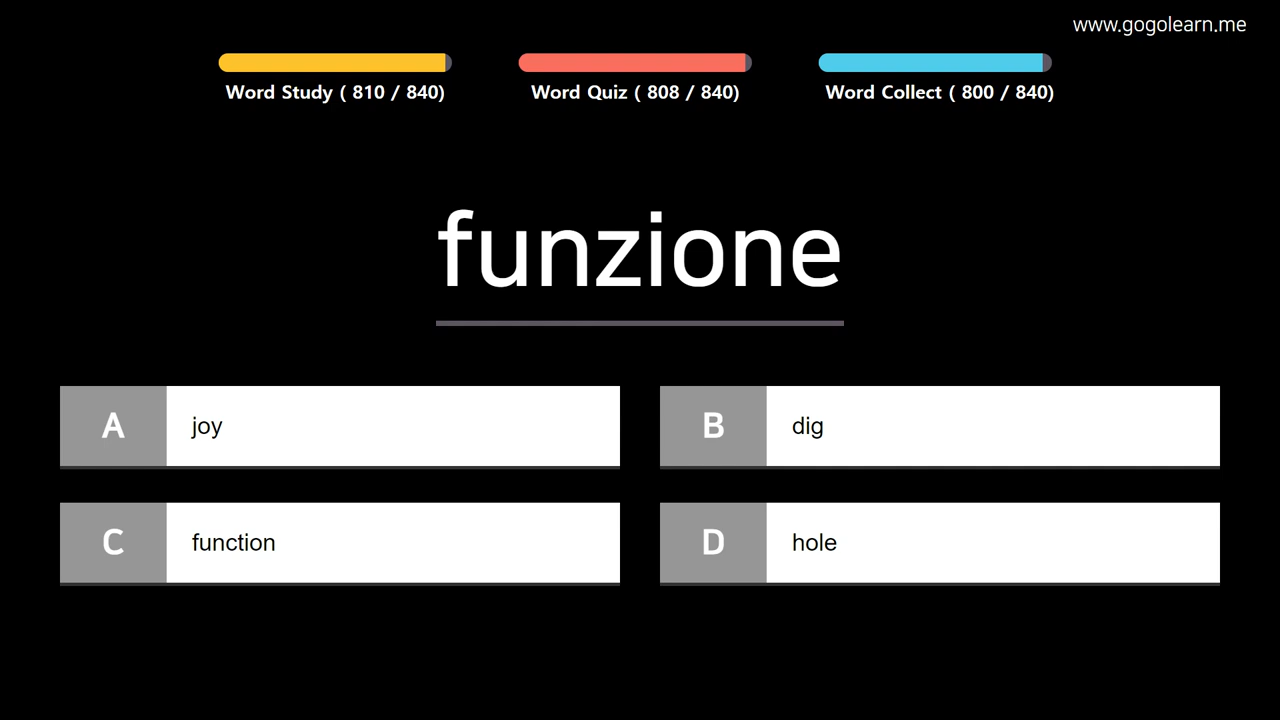 www.gogolearn.me
Word Study ( 810 / 840)
Word Quiz ( 808 / 840)
Word Collect ( 800 / 840)
funzione
A joy
B dig
C function
D hole